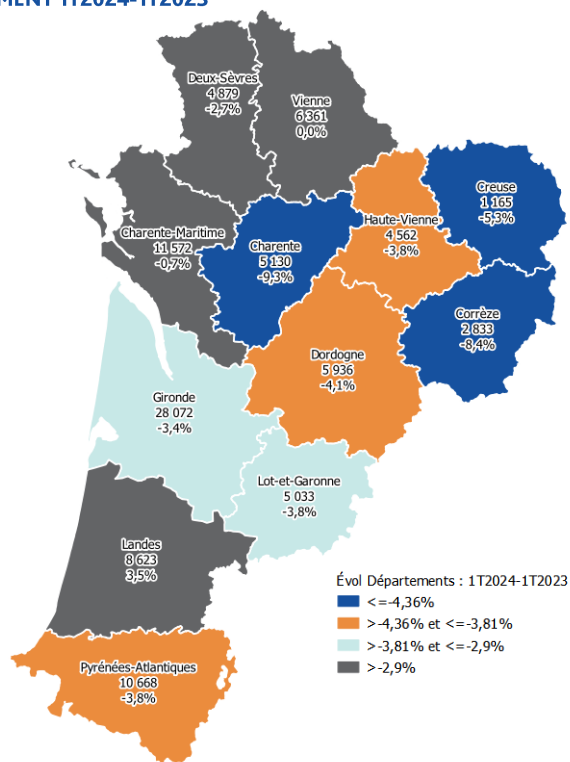 MENT 1T2024-1T2023
Deux-Sèvres
4 879
-2,7%
Vienne
6 361
0,0%
Creuse
1 165
-5,3%
Haute-Vienne
4 562
-3,8%
Charente-Maritime
11 572
-0,7%
Charente
5 130
-9,3%
Corrèze
2 833
-8,4%
Dordogne
5 936
-4,1%
Gironde
28 072
-3,4%
Lot-et-Garonne
5 033
-3,8%
Landes
8 623
3,5%
Pyrénées-Atlantiques
10 668
-3,8%
Évol Départements : 1T2024-1T2023
<=-4,36%
>-4,36% et <=-3,81%
>-3,81% et <=-2,9%
>-2,9%